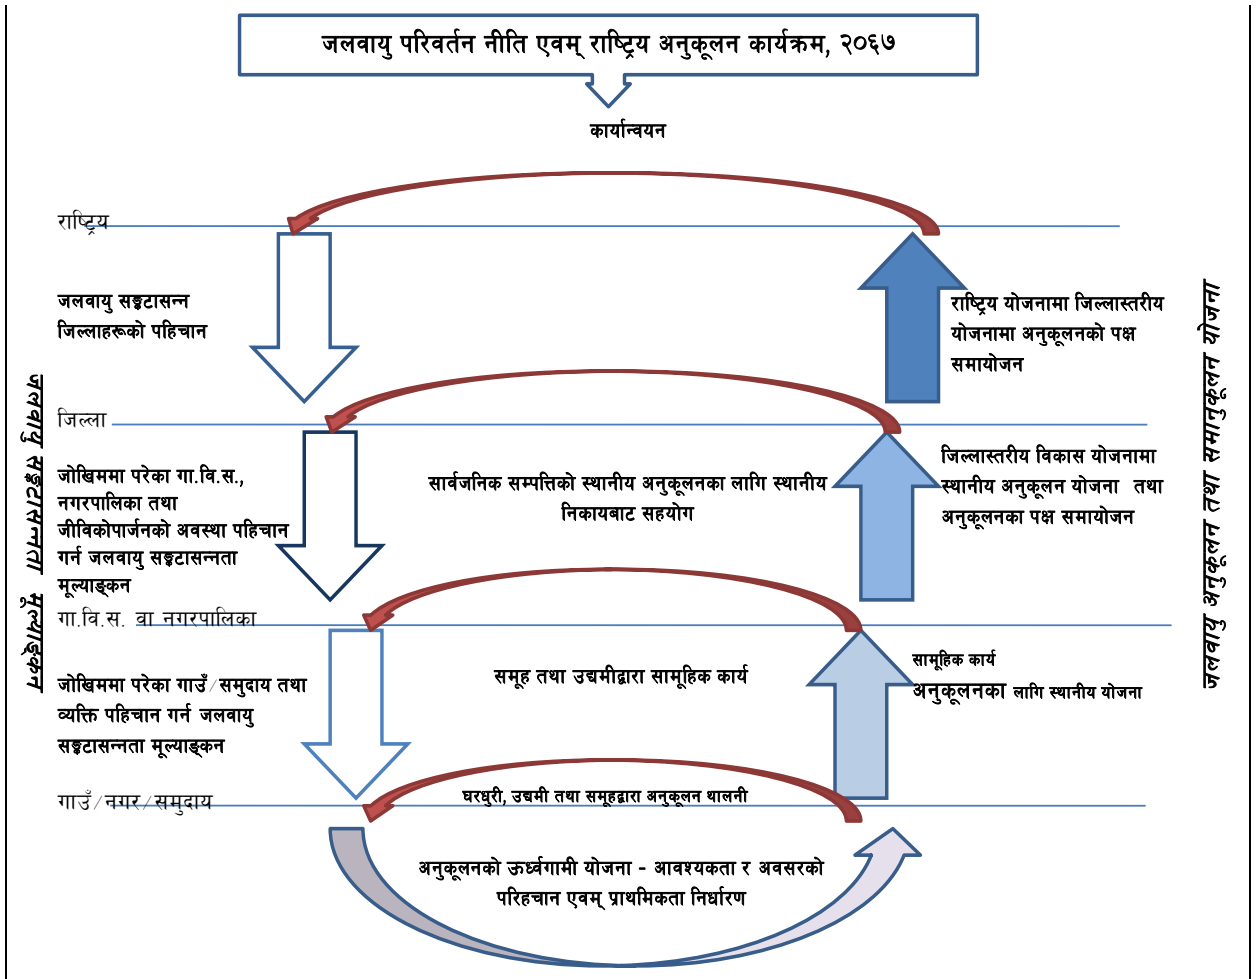 जलवायु परिवर्तन नीति एवम् राष्ट्रिय अनुकूलन कार्यक्रम, २०६७
कार्यान्वयन
राष्ट्रिय
जलवायु सङ्कटासन्न
जिल्लाहरूको पहिचान
राष्ट्रिय योजनामा जिल्लास्तरीय
योजनामा अनुकूलनको पक्ष
समायोजन
जिल्ला
जोखिममा परेका गा.वि.स.,
नगरपालिका तथा
जीविकोपार्जनको अवस्था पहिचान
गर्न जलवायु सङ्कटासन्नता
मूल्याङ्कन
सार्वजनिक सम्पत्तिको स्थानीय अनुकूलनका लागि स्थानीय
निकायबाट सहयोग
जिल्लास्तरीय विकास योजनामा
स्थानीय अनुकूलन योजना तथा
अनुकूलनका पक्ष समायोजन
गा.वि.स. वा नगरपालिका
जोखिममा परेका गाउँ/समुदाय तथा
व्यक्ति पहिचान गर्न जलवायु
सङ्कटासन्नता मूल्याङ्कन
समूह तथा उद्यमीद्वारा सामूहिक कार्य
सामूहिक कार्य
अनुकूलनका लागि स्थानीय योजना
गाउँ/नगर/समुदाय
घरधुरी, उद्यमी तथा समूहद्वारा अनुकूलन थालनी
अनुकूलनको ऊर्ध्वगामी योजना - आवश्यकता र अवसरको
परिहचान एवम् प्राथमिकता निर्धारण
जलवायु सङ्कटासन्नता मूल्याङ्कन
जलवायु अनुकूलन तथा समानुकूलन योजना